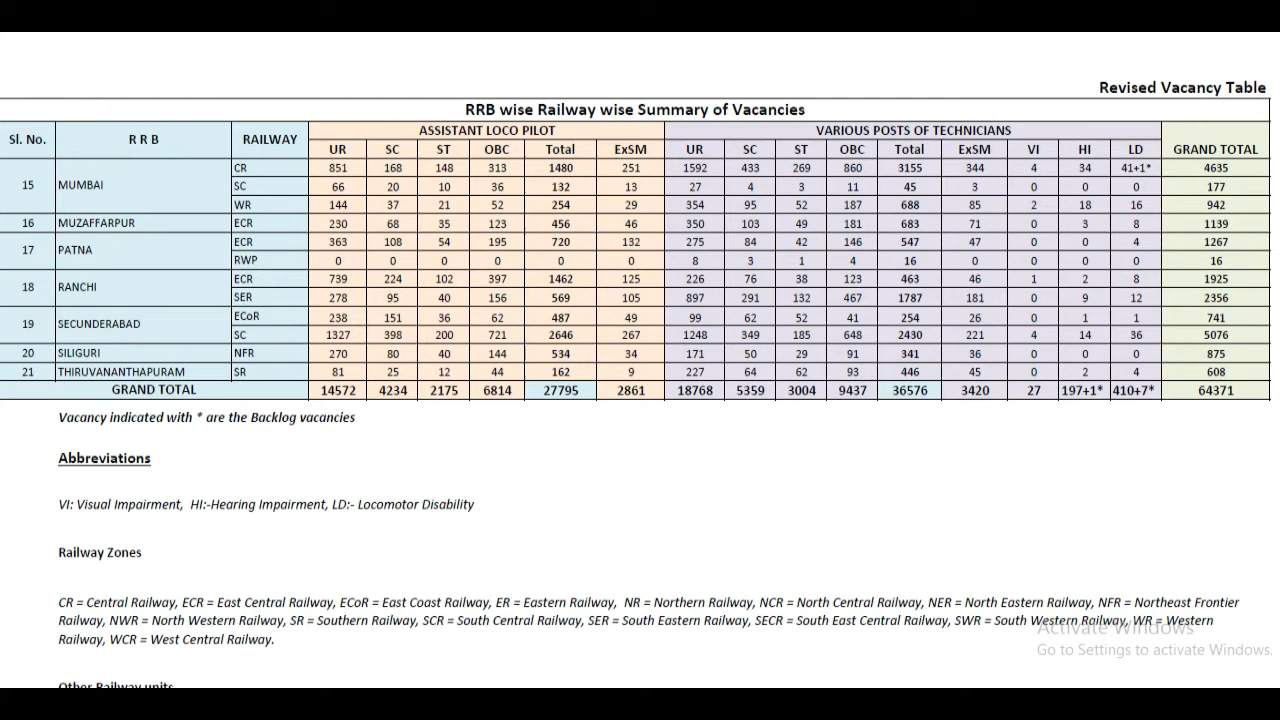 Revised Vacancy Table
RRB wise Railway wise Summary of Vacancies
Sl. No. R R B RAILWAY ASSISTANT LOCO PILOT VARIOUS POSTS OF TECHNICIANS GRAND TOTAL
UR SC ST OBC Total ExSM UR SC ST OBC Total ExSM VI HI LD
15 MUMBAI CR 851 168 148 313 1480 251 1592 433 269 860 3155 344 4 34 41+1* 4635
SC 66 20 10 36 132 13 27 4 3 11 45 3 0 0 0 177
WR 144 37 21 52 254 29 354 95 52 187 688 85 2 18 16 942
16 MUZAFFARPUR ECR 230 68 35 123 456 46 350 103 49 181 683 71 0 3 8 1139
17 PATNA ECR 363 108 54 195 720 132 275 84 42 146 547 47 0 0 4 1267
RWP 0 0 0 0 0 0 8 3 1 4 16 0 0 0 0 16
18 RANCHI ECR 739 224 102 397 1462 125 226 76 38 123 463 46 1 2 8 1925
SER 278 95 40 156 569 105 897 291 132 467 1787 181 0 9 12 2356
19 SECUNDERABAD ECoR 238 151 36 62 487 49 99 62 52 41 254 26 0 1 1 741
SC 1327 398 200 721 2646 267 1248 349 185 648 2430 221 4 14 36 5076
20 SILIGURI NFR 270 80 40 144 534 34 171 50 29 91 341 36 0 0 0 875
21 THIRUVANANTHAPURAM SR 81 25 12 44 162 9 227 64 62 93 446 45 0 2 4 608
GRAND TOTAL 14572 4234 2175 6814 27795 2861 18768 5359 3004 9437 36576 3420 27 197+1* 410+7* 64371
Vacancy indicated with * are the Backlog vacancies
Abbreviations
VI: Visual Impairment, HI:-Hearing Impairment, LD:- Locomotor Disability
Railway Zones
CR = Central Railway, ECR = East Central Railway, ECoR = East Coast Railway, ER = Eastern Railway, NR = Northern Railway, NCR = North Central Railway, NER = North Eastern Railway, NFR = Northeast Frontier
Railway, NWR = North Western Railway, SR = Southern Railway, SCR = South Central Railway, SER = South Eastern Railway, SECR = South East Central Railway, SWR = South Western Railway, WR = Western
Railway, WCR = West Central Railway.
Activate Windows
Go to Settings to activate Windows.
Other Railway units